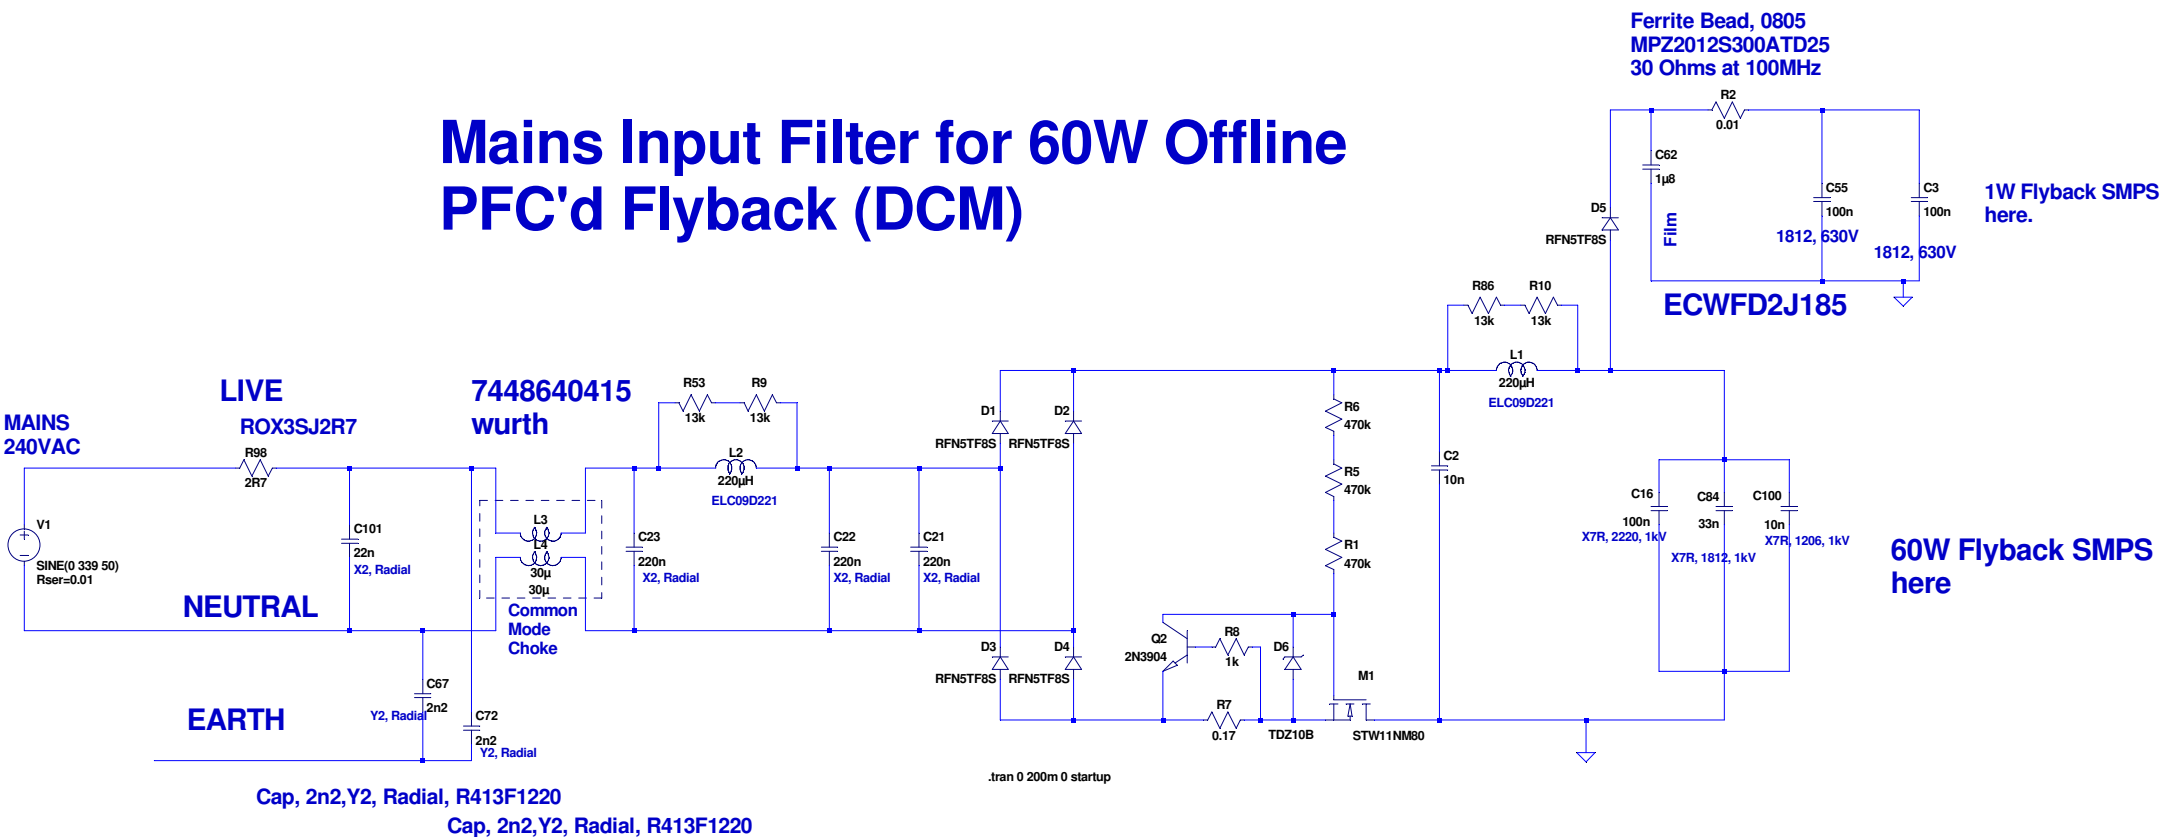 Ferrite Bead, 0805
MPZ2012S300ATD25
30 Ohms at 100MHz
R2
0.01
Mains Input Filter for 60W Offline
PFC'd Flyback (DCM)
C62
1µ8
Film
C55
100n
1812, 630V
C3
100n
1812, 630V
1W Flyback SMPS
here.
D5
RFN5TF8S
ECWFD2J185
R86
13k
R10
13k
L1
220µH
ELC09D221
LIVE
ROX3SJ2R7
7448640415
wurth
MAINS
240VAC
R98
2R7
R53
13k
R9
13k
L2
220µH
ELC09D221
D1
RFN5TF8S
D2
RFN5TF8S
R6
470k
R5
470k
R1
470k
C2
10n
V1
SINE(0 339 50)
Rser=0.01
C101
22n
X2, Radial
L3
L4
30µ
30µ
Common
Mode
Choke
C23
220n
X2, Radial
C22
220n
X2, Radial
C21
220n
X2, Radial
C16
100n
X7R, 2220, 1kV
C84
33n
X7R, 1812, 1kV
C100
10n
X7R, 1206, 1kV
60W Flyback SMPS
here
NEUTRAL
D3
RFN5TF8S
D4
RFN5TF8S
Q2
2N3904
R8
1k
D6
TDZ10B
M1
STW11NM80
R7
0.17
EARTH
C67
2n2
Y2, Radial
C72
2n2
Y2, Radial
.tran 0 200m 0 startup
Cap, 2n2,Y2, Radial, R413F1220
Cap, 2n2,Y2, Radial, R413F1220